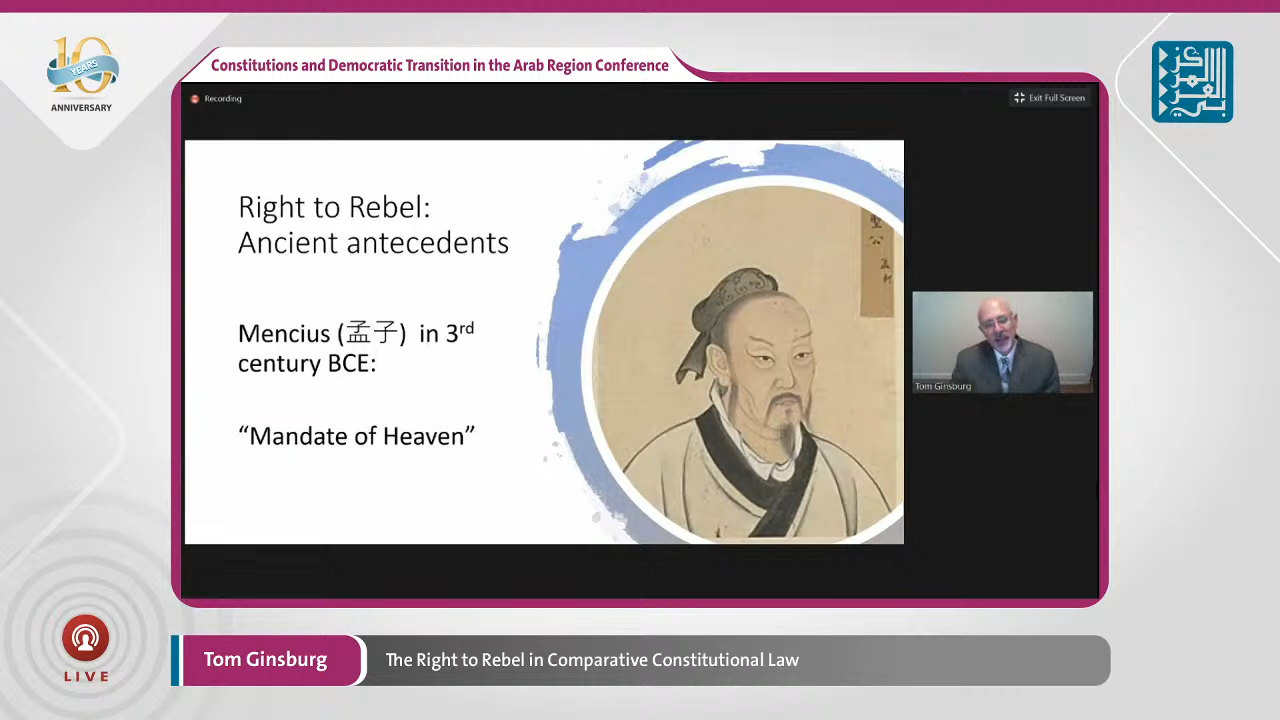 10
YEARS
ANNIVERSARY
Constitutions and Democratic Transition in the Arab Region Conference
المركز
العربي
Recording
Exit Full Screen
Right to Rebel:
Ancient antecedents
Mencius (孟子) in 3rd
century BCE:
“Mandate of Heaven”
Tom Ginsburg
LIVE
Tom Ginsburg
The Right to Rebel in Comparative Constitutional Law